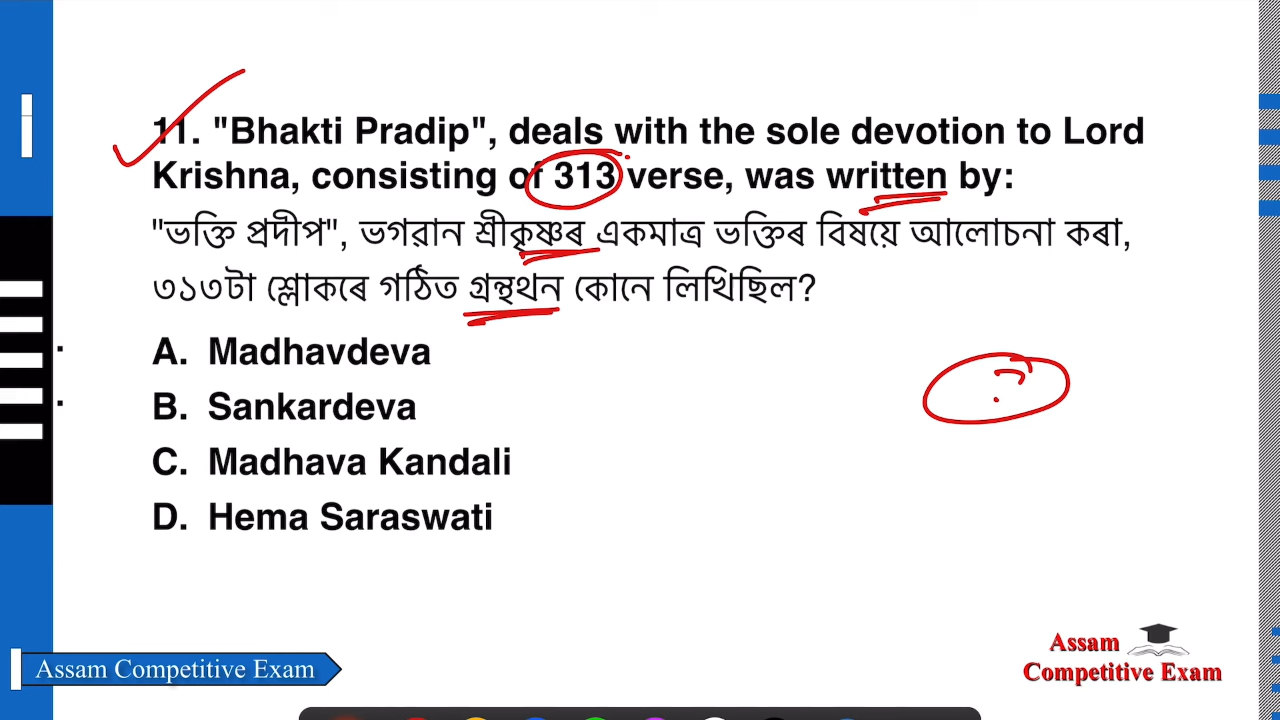 11. "Bhakti Pradip", deals with the sole devotion to Lord
Krishna, consisting of 313 verse, was written by:
"ভক্তি প্ৰদীপ", ভগৱান শ্ৰীকৃষ্ণৰ একমাত্ৰ ভক্তিৰ বিষয়ে আলোচনা কৰা,
৩১৩টা শ্লোকৰে গঠিত গ্ৰন্থথন কোনে লিখিছিল?
A. Madhavdeva
B. Sankardeva
C. Madhava Kandali
D. Hema Saraswati
?
Assam Competitive Exam
Assam
Competitive Exam